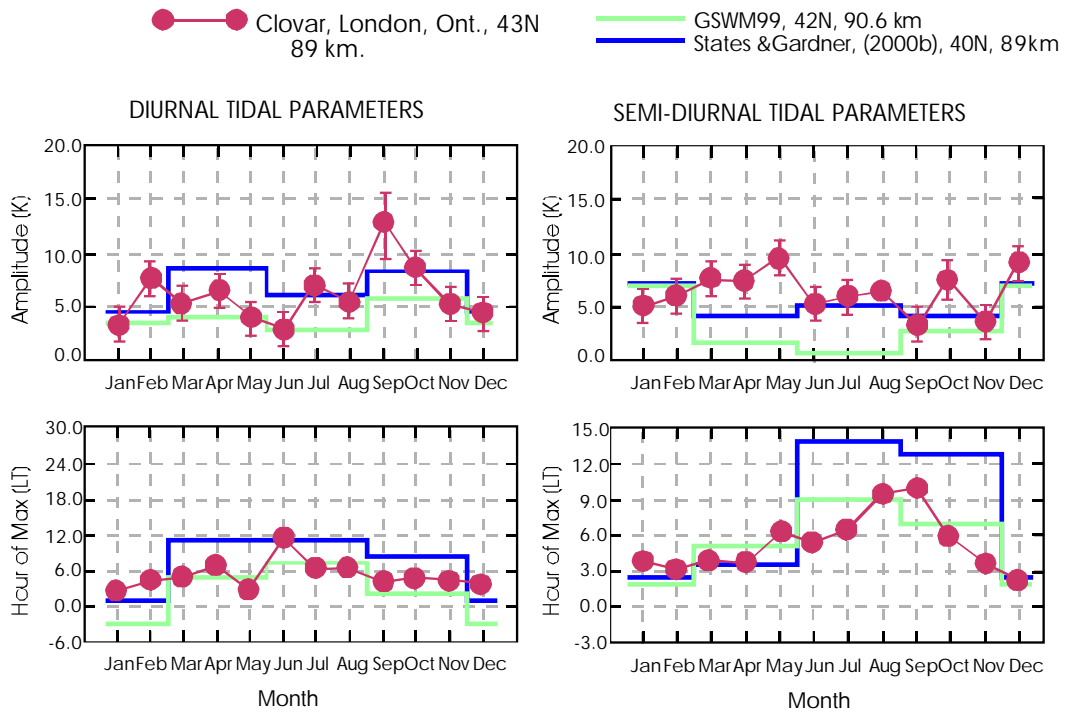 Clovar, London, Ont., 43N
89 km.
GSWM99, 42N, 90.6 km
States &Gardner, (2000b), 40N, 89km
DIURNAL TIDAL PARAMETERS
SEMI-DIURNAL TIDAL PARAMETERS
Amplitude (K)
20.0
15.0
10.0
5.0
0.0
Jan Feb Mar Apr May Jun Jul Aug Sep Oct Nov Dec
Amplitude (K)
20.0
15.0
10.0
5.0
0.0
Jan Feb Mar Apr May Jun Jul Aug Sep Oct Nov Dec
Hour of Max (LT)
30.0
24.0
18.0
12.0
6.0
0.0
-6.0
Jan Feb Mar Apr May Jun Jul Aug Sep Oct Nov Dec
Month
Hour of Max (LT)
15.0
12.0
9.0
6.0
3.0
0.0
-3.0
Jan Feb Mar Apr May Jun Jul Aug Sep Oct Nov Dec
Month